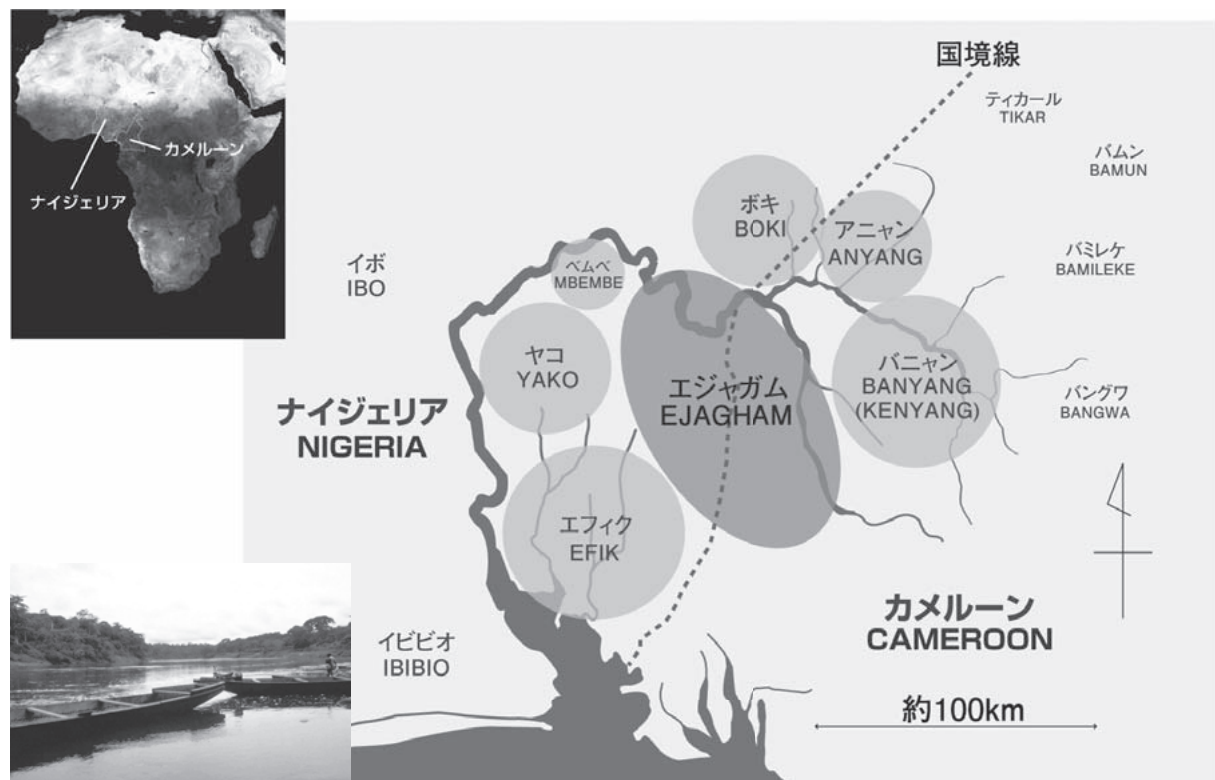 カメルーン
ナイジェリア
国境線
ティカール
TIKAR
バムン
BAMUN
ボキ
BOKI
アニャン
ANYANG
バミレケ
BAMILEKE
イボ
IBO
ベムベ
MBEMBE
ヤコ
YAKO
エジャガム
EJAGHAM
バニャン
BANYANG
(KENYANG)
バングワ
BANGWA
ナイジェリア
NIGERIA
エフィク
EFIK
カメルーン
CAMEROON
イビビオ
IBIBIO
約100km